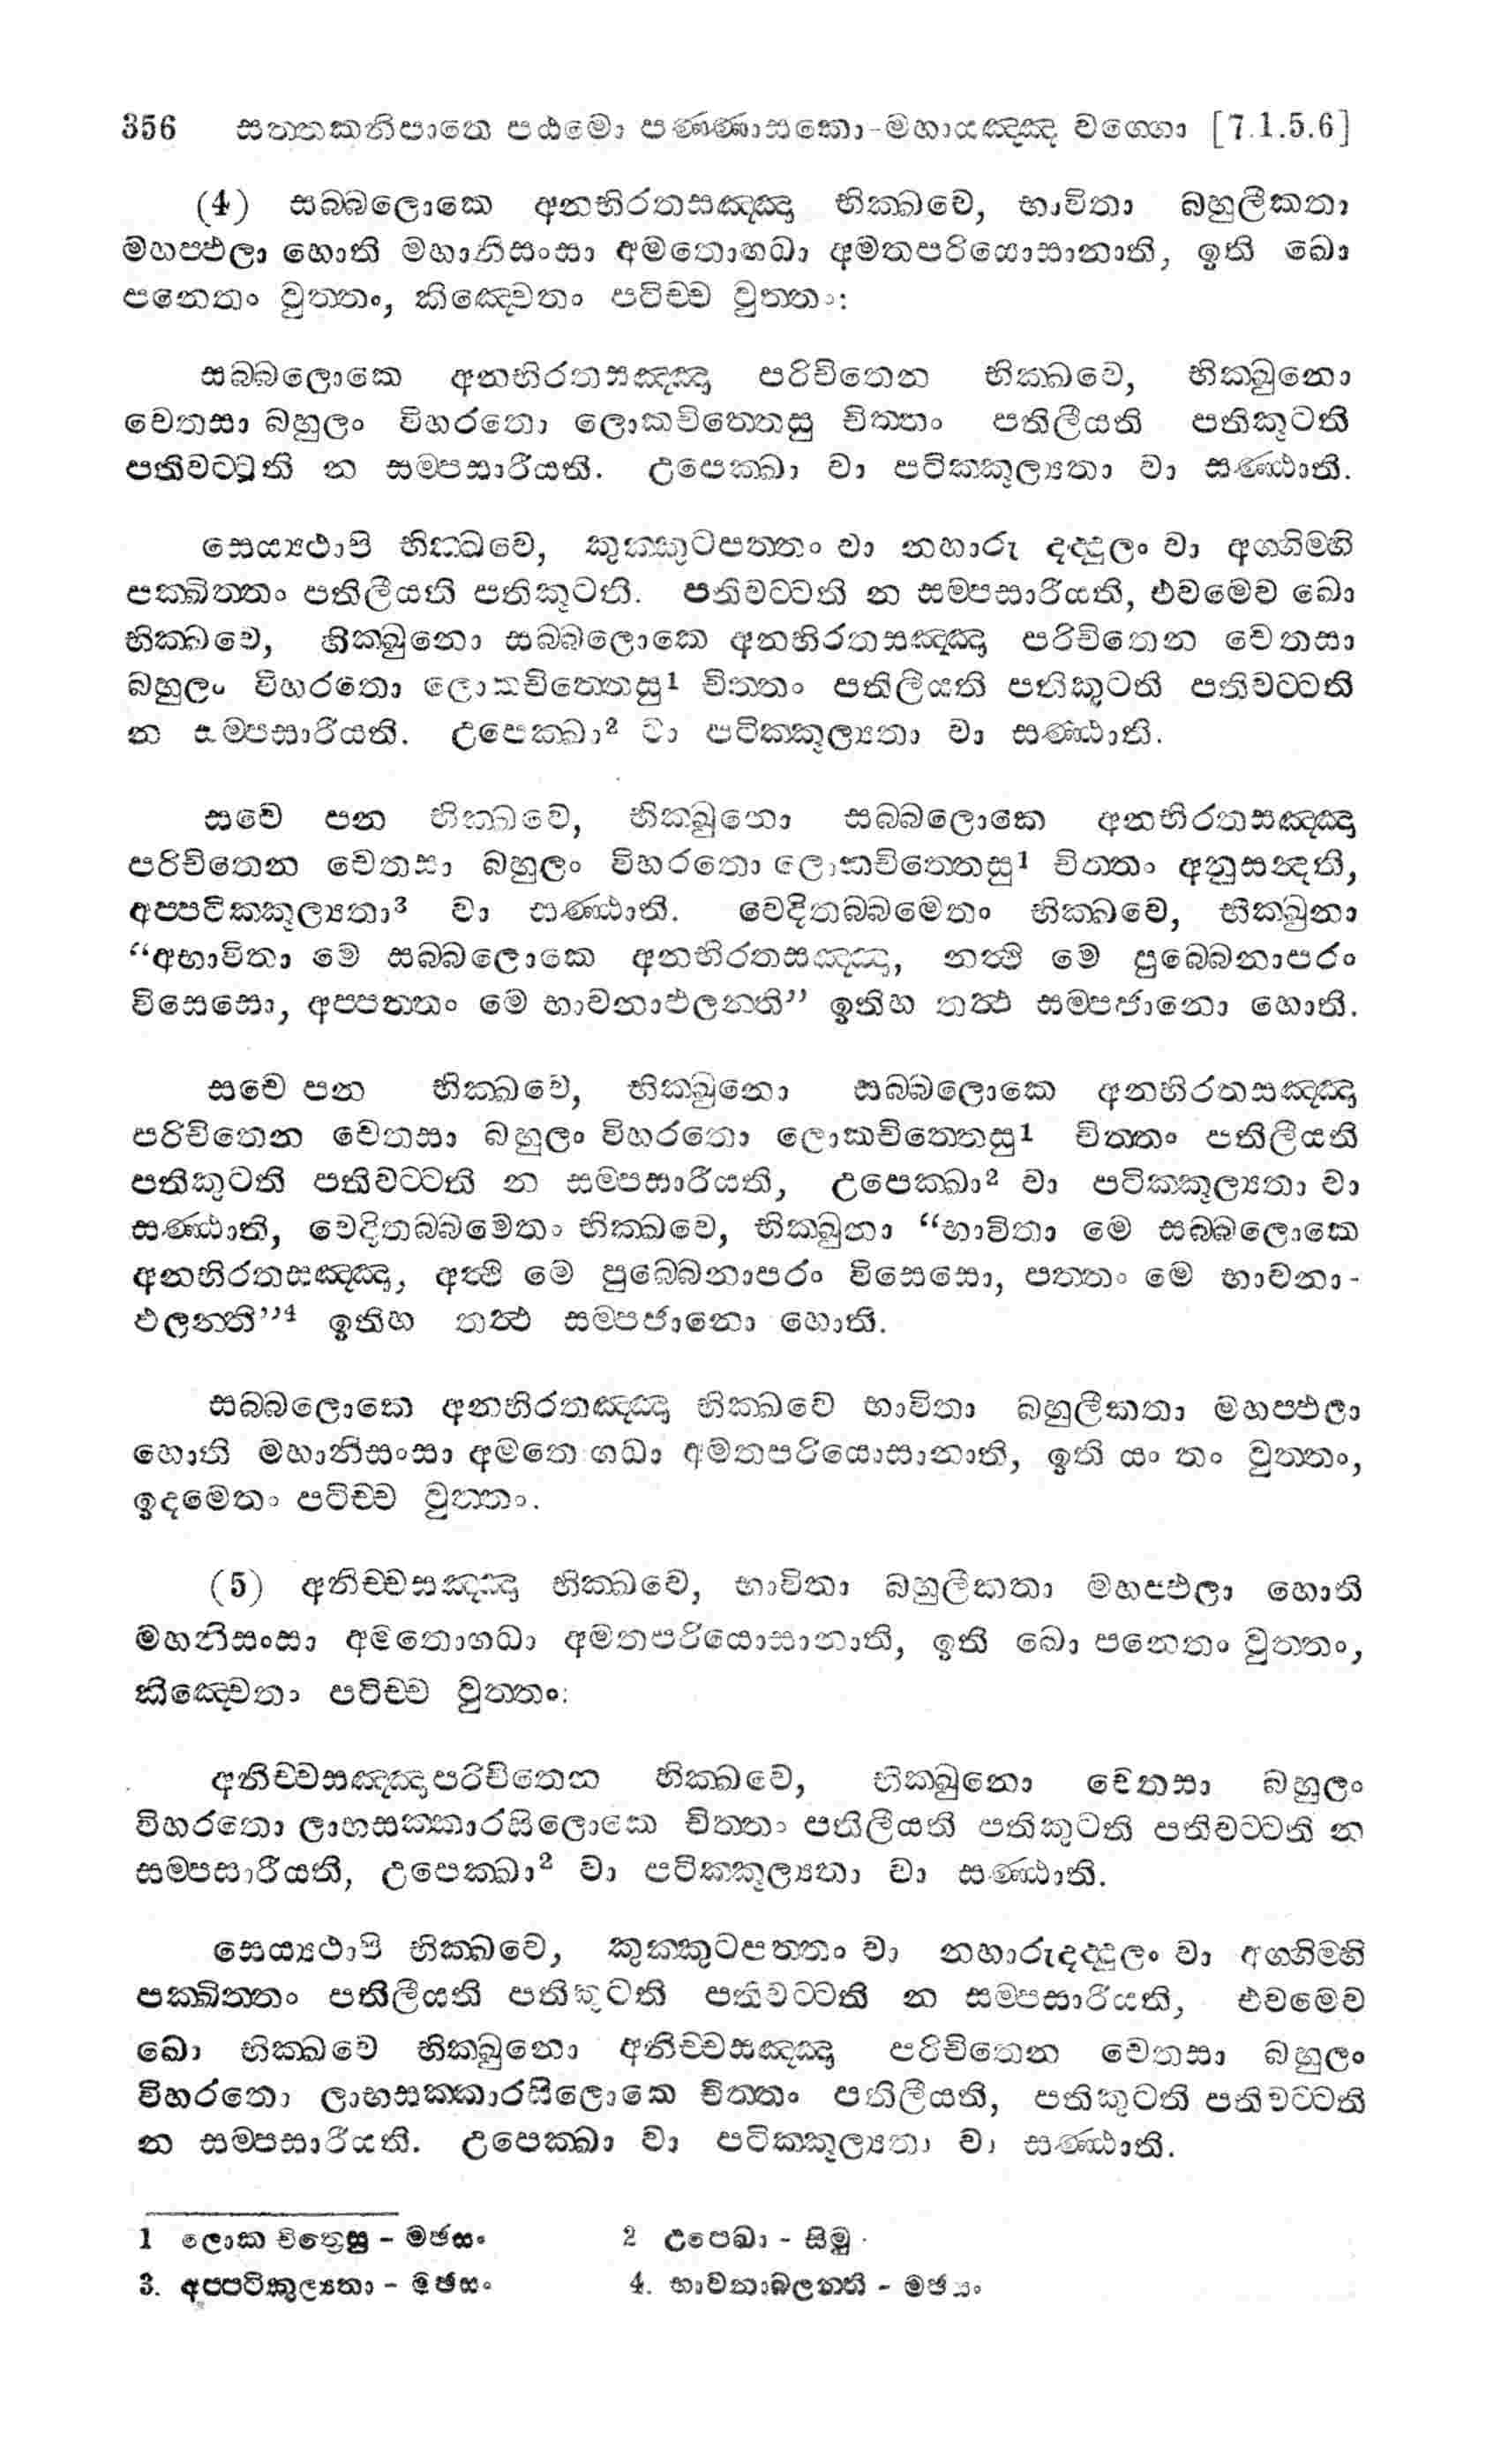 356 සත්තකනිපාතෙ පඨමො පණ්ණාසකො-මහායඤ්ඤ වග්ගො [7.1.5.6]
(4) සබ්බලොකෙ අනභිරතසඤ්ඤා භික්ඛවෙ, භාවිතා බහුලීකතා
මහප්ඵලා හොති මහානිසංසා අමතොගධා අමතපරියොසානාති, ඉති ඛො
පනෙතං වුත්තං, කිඤ්චෙතං පටිච්ච වුත්තං:
සබ්බලොකෙ අනභිරතසඤ්ඤා පරිචිතෙන භික්ඛවෙ, භික්ඛුනො
චෙතසා බහුලං විහරතො ලොකචිත්තෙසු චිත්තං පතිලීයති පතිකුටති
පතිවට්ටති න සම්පසාරීයති. උපෙක්ඛා වා පටික්කූල්‍යතා වා සණ්ඨාති.
සෙය්‍යථාපි භික්ඛවෙ, කුක්කුටපත්තං වා නහාරු දද්දුලං වා අග්ගිම්හි
පක්ඛිත්තං පතිලීයති පතිකුටති. පතිවට්ටති න සම්පසාරීයති, එවමෙව ඛො
භික්ඛවෙ, භික්ඛුනො සබ්බලොකෙ අනභිරතසඤ්ඤා පරිචිතෙන චෙතසා
බහුලං විහරතො ලොකචිත්තෙසු1 චිත්තං පතිලීයති පතිකුටති පතිවට්ටති
න සම්පසාරීයති. උපෙක්ඛා2 වා පටික්කූල්‍යතා වා සණ්ඨාති.
සචෙ පන භික්ඛවෙ, භික්ඛුනො සබ්බලොකෙ අනභිරතසඤ්ඤා
පරිචිතෙන චෙතසා බහුලං විහරතො ලොකචිත්තෙසු1 චිත්තං අනුසන්දති,
අප්පටික්කූල්‍යතා3 වා සණ්ඨාති. වෙදිතබ්බමෙතං භික්ඛවෙ, භික්ඛුනා
“අභාවිතා මෙ සබ්බලොකෙ අනභිරතසඤ්ඤා, නත්ථි මෙ පුබ්බෙනාපරං
විසෙසො, අප්පත්තං මෙ භාවනාඵලන්ති” ඉතිහ තත්ථ සම්පජානො හොති.
සචෙ පන භික්ඛවෙ, භික්ඛුනො සබ්බලොකෙ අනභිරතසඤ්ඤා
පරිචිතෙන චෙතසා බහුලං විහරතො ලොකචිත්තෙසු1 චිත්තං පතිලීයති
පතිකුටති පතිවට්ටති න සම්පසාරීයති, උපෙක්ඛා2 වා පටික්කූල්‍යතා වා
සණ්ඨාති, වෙදිතබ්බමෙතං භික්ඛවෙ, භික්ඛුනා “භාවිතා මෙ සබ්බලොකෙ
අනභිරතසඤ්ඤා, අත්ථි මෙ පුබ්බෙනාපරං විසෙසො, පත්තං මෙ භාවනා-
ඵලන්ති”4 ඉතිහ තත්ථ සම්පජානො හොති.
සබ්බලොකෙ අනභිරතඤ්ඤා භික්ඛවෙ භාවිතා බහුලීකතා මහප්ඵලා
හොති මහානිසංසා අමතොගධා අමතපරියොසානාති, ඉති යං තං වුත්තං,
ඉදමෙතං පටිච්ච වුත්තං.
(5) අනිච්චසඤ්ඤා භික්ඛවෙ, භාවිතා බහුලීකතා මහප්ඵලා හොති
මහනිසංසා අමතොගධා අමතපරියොසානාති, ඉති ඛො පනෙතං වුත්තං,
කිඤ්චෙතං පටිච්ච වුත්තං:
අනිච්චසඤ්ඤාපරිචිතෙන භික්ඛවෙ, භික්ඛුනො චෙතසා බහුලං
විහරතො ලාභසක්කාරසිලොකෙ චිත්තං පතිලීයති පතිකුටති පතිවට්ටති න
සම්පසාරීයති, උපෙක්ඛා2 වා පටික්කූල්‍යතා වා සණ්ඨාති.
සෙය්‍යථාපි භික්ඛවෙ, කුක්කුටපත්තං වා නහාරුදද්දුලං වා අග්ගිම්හි
පක්ඛිත්තං පතිලීයති පතිකුටති පතිවට්ටති න සම්පසාරීයති, එවමෙව
ඛො භික්ඛවෙ භික්ඛුනො අනිච්චසඤ්ඤා පරිචිතෙන චෙතසා බහුලං
විහරතො ලාභසක්කාරසිලොකෙ චිත්තං පතිලීයති, පතිකුටති පතිවට්ටති
න සම්පසාරීයති. උපෙක්ඛා වා පටික්කූල්‍යතා වා සණ්ඨාති.
1 ලොක චිත්‍රෙසු - මඡසං 2 උපෙඛා - සිමු
3. අප්පටිකුල්‍යතා - මඡසං 4. භාවනාබලන්ති - මඡසං